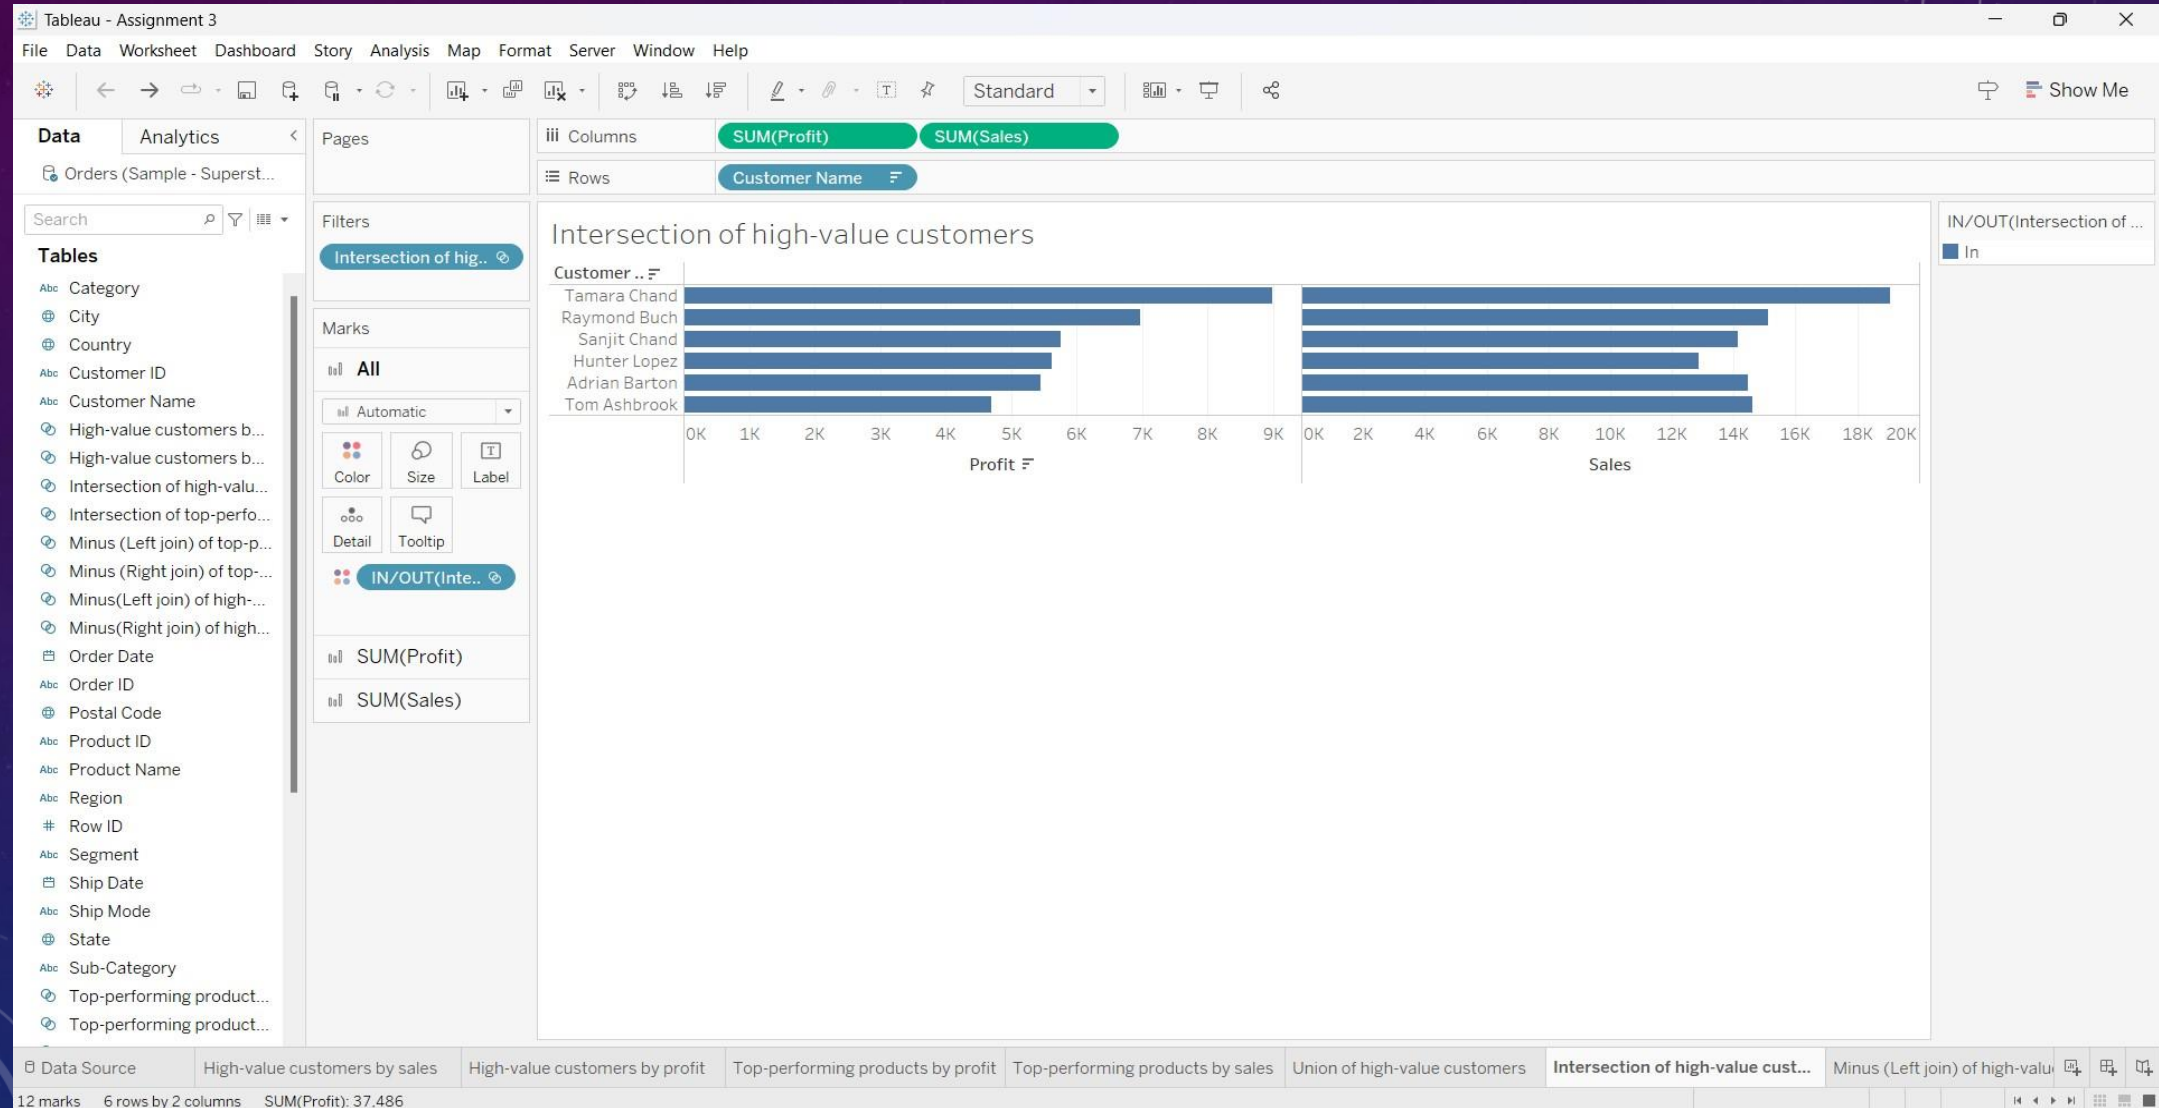 Tableau - Assignment 3
File Data Worksheet Dashboard Story Analysis Map Format Server Window Help
Standard
Show Me
Data Analytics
Orders (Sample - Superst...
Search
Tables
Abc Category
City
Country
Abc Customer ID
Abc Customer Name
High-value customers b...
High-value customers b...
Intersection of high-valu...
Intersection of top-perfo...
Minus (Left join) of top-p...
Minus (Right join) of top-...
Minus(Left join) of high-...
Minus(Right join) of high...
Order Date
Abc Order ID
Postal Code
Abc Product ID
Abc Product Name
Abc Region
# Row ID
Abc Segment
Ship Date
Abc Ship Mode
State
Abc Sub-Category
Top-performing product...
Top-performing product...
Pages
Filters
Intersection of hig..
Marks
All
Automatic
Color Size Label
Detail Tooltip
IN/OUT(Inte..
SUM(Profit)
SUM(Sales)
Columns SUM(Profit) SUM(Sales)
Rows Customer Name
Intersection of high-value customers
Customer ..
Tamara Chand
Raymond Buch
Sanjit Chand
Hunter Lopez
Adrian Barton
Tom Ashbrook
0K 1K 2K 3K 4K 5K 6K 7K 8K 9K 0K 2K 4K 6K 8K 10K 12K 14K 16K 18K 20K
Profit Sales
IN/OUT(Intersection of ...
In
Data Source High-value customers by sales High-value customers by profit Top-performing products by profit Top-performing products by sales Union of high-value customers Intersection of high-value cust... Minus (Left join) of high-valu
12 marks 6 rows by 2 columns SUM(Profit): 37,486